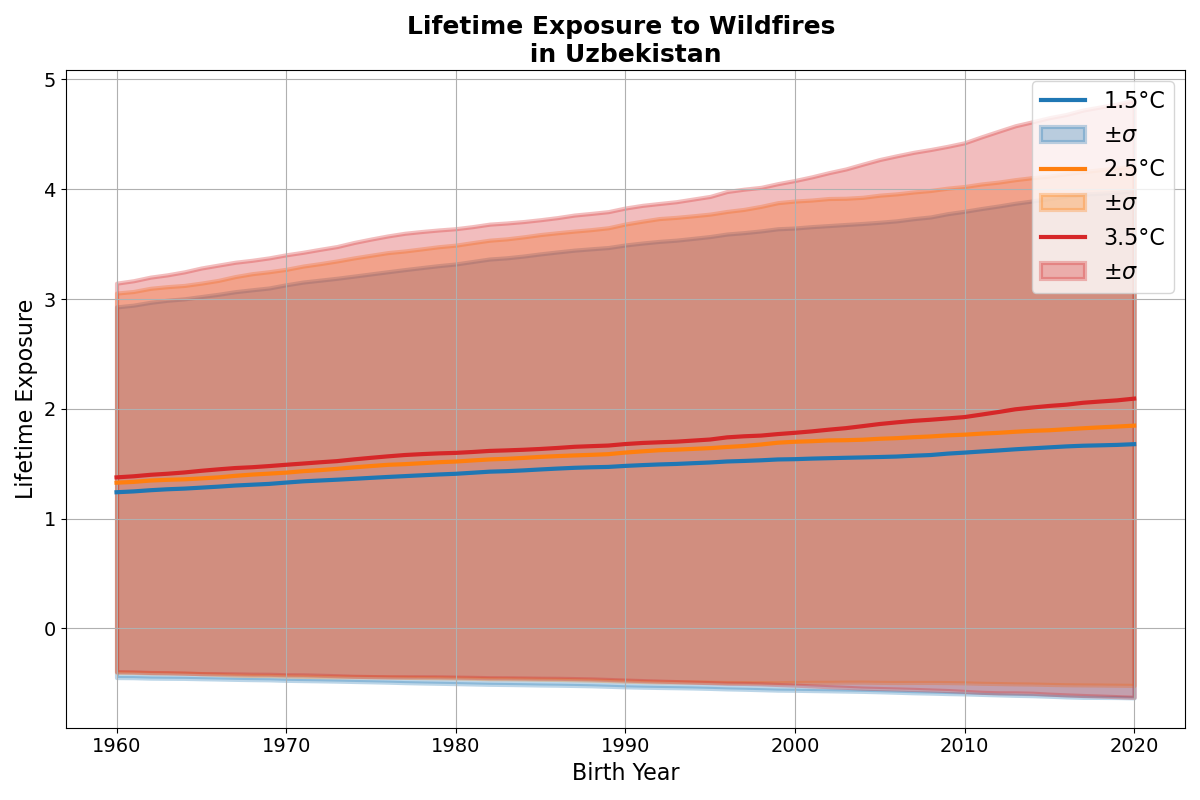 Lifetime Exposure to Wildfires
in Uzbekistan
5
4
3
2
1
0
Lifetime Exposure
1.5°C
±σ
2.5°C
±σ
3.5°C
±σ
1960
1970
1980
1990
2000
2010
2020
Birth Year